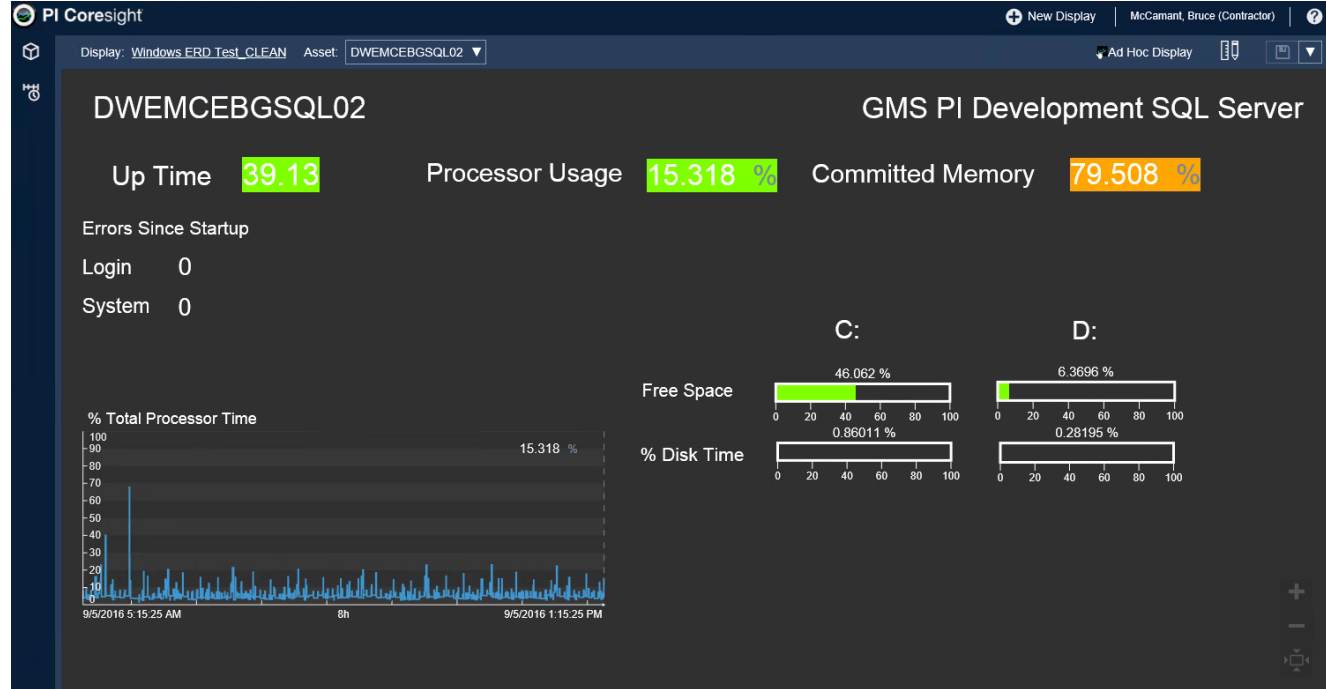 PI Coresight New Display McCamant, Bruce (Contractor) ?
Display: Windows ERD Test_CLEAN Asset: DWEMCEBGSQL02 Ad Hoc Display
DWEMCEBGSQL02 GMS PI Development SQL Server
Up Time 39.13 Processor Usage 15.318 % Committed Memory 79.508 %
Errors Since Startup
Login 0
System 0
C: D:
Free Space
46.062 %
0 20 40 60 80 100
6.3696 %
0 20 40 60 80 100
% Disk Time
0.86011 %
0 20 40 60 80 100
0.28195 %
0 20 40 60 80 100
% Total Processor Time
15.318 %
100
90
80
70
60
50
40
30
20
10
0
9/5/2016 5:15:25 AM 8h 9/5/2016 1:15:25 PM